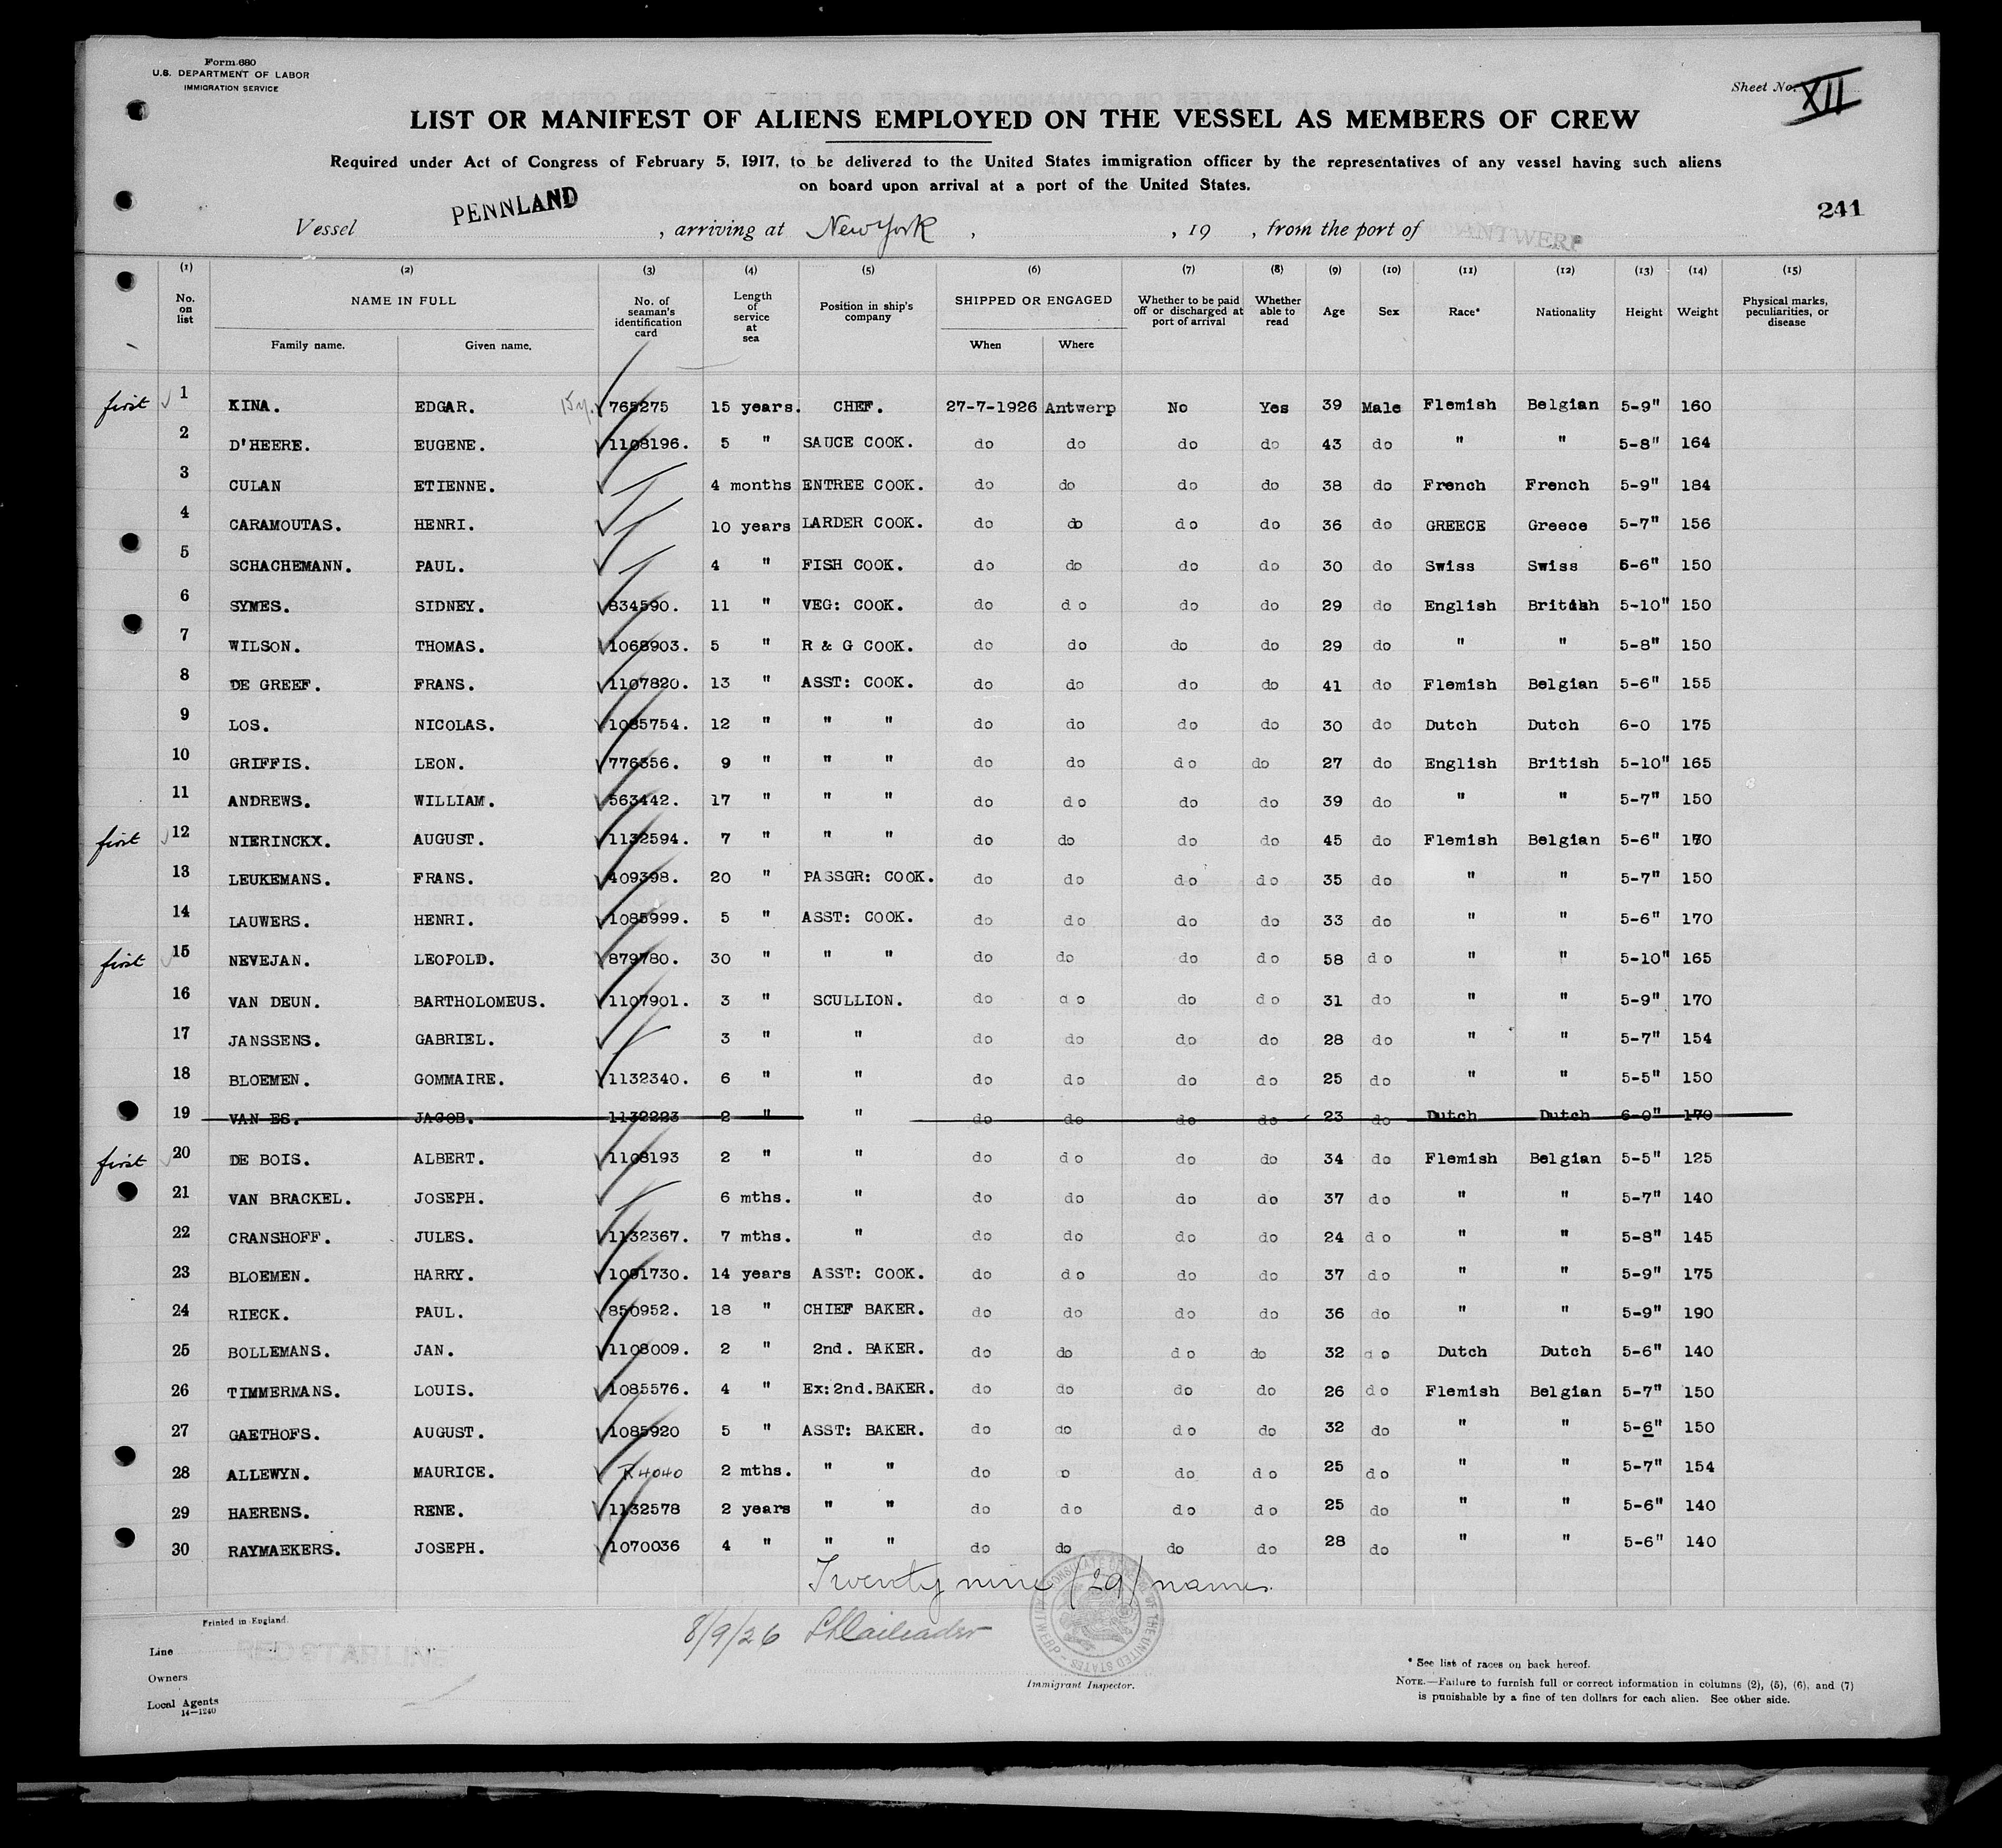 Form 680
U.S. DEPARTMENT OF LABOR
IMMIGRATION SERVICE
Sheet No. XII
LIST OR MANIFEST OF ALIENS EMPLOYED ON THE VESSEL AS MEMBERS OF CREW
Required under Act of Congress of February 5, 1917, to be delivered to the United States immigration officer by the representatives of any vessel having such aliens
on board upon arrival at a port of the United States.
241
Vessel PENNLAND, arriving at New York, , 19 , from the port of ANTWERP
(1) (2) (3) (4) (5) (6) (7) (8) (9) (10) (11) (12) (13) (14) (15)
No. on list NAME IN FULL Family name. Given name. No. of seaman's identification card Length of service at sea Position in ship's company SHIPPED OR ENGAGED When Where Whether to be paid off or discharged at port of arrival Whether able to read Age Sex Race* Nationality Height Weight Physical marks, peculiarities, or disease
first 1 KINA. EDGAR. 15y. 765275 15 years. CHEF. 27-7-1926 Antwerp No Yes 39 Male Flemish Belgian 5-9" 160
2 D'HEERE. EUGENE. 1108196. 5 " SAUCE COOK. do do do do 43 do " " 5-8" 164
3 CULAN ETIENNE. 4 months ENTREE COOK. do do do do 38 do French French 5-9" 184
4 CARAMOUTAS. HENRI. 10 years LARDER COOK. do do do do 36 do GREECE Greece 5-7" 156
5 SCHACHEMANN. PAUL. 4 " FISH COOK. do do do do 30 do Swiss Swiss 5-6" 150
6 SYMES. SIDNEY. 834590. 11 " VEG: COOK. do do do do 29 do English British 5-10" 150
7 WILSON. THOMAS. 1068903. 5 " R & G COOK. do do do do 29 do " " 5-8" 150
8 DE GREEF. FRANS. 1107820. 13 " ASST: COOK. do do do do 41 do Flemish Belgian 5-6" 155
9 LOS. NICOLAS. 1085754. 12 " " " do do do do 30 do Dutch Dutch 6-0 175
10 GRIFFIS. LEON. 776356. 9 " " " do do do do 27 do English British 5-10" 165
11 ANDREWS. WILLIAM. 563442. 17 " " " do do do do 39 do " " 5-7" 150
first 12 NIERINCKX. AUGUST. 1132594. 7 " " " do do do do 45 do Flemish Belgian 5-6"
13 LEUKEMANS. FRANS. 409398. 20 " PASSGR: COOK. do do do do 35 do " " 5-7" 150
14 LAUWERS. HENRI. 1085999. 5 " ASST: COOK. do do do do 33 do " " 5-6" 170
first 15 NEVEJAN. LEOPOLD. 879780. 30 " " " do do do do 58 do " " 5-10" 165
16 VAN DEUN. BARTHOLOMEUS. 1107901. 3 " SCULLION. do do do do 31 do " " 5-9" 170
17 JANSSENS. GABRIEL. 3 " " do do do do 28 do " " 5-7" 154
18 BLOEMEN. GOMMAIRE. 1132340. 6 " " do do do do 25 do " " 5-5" 150
19 VAN ES. JACOB. 1132223 2 " " do do do do 23 do Dutch Dutch 6-0" 170
first 20 DE BOIS. ALBERT. 1108193 2 " " do do do do 34 do Flemish Belgian 5-5" 125
21 VAN BRACKEL. JOSEPH. 6 mths. " do do do do 37 do " " 5-7" 140
22 CRANSHOFF. JULES. 1132367. 7 mths. " do do do do 24 do " " 5-8" 145
23 BLOEMEN. HARRY. 1091730. 14 years ASST: COOK. do do do do 37 do " " 5-9" 175
24 RIECK. PAUL. 850952. 18 " CHIEF BAKER. do do do do 36 do " " 5-9" 190
25 BOLLEMANS. JAN. 1108009. 2 " 2nd. BAKER. do do do do 32 do Dutch Dutch 5-6" 140
26 TIMMERMANS. LOUIS. 1085576. 4 " Ex:2nd.BAKER. do do do do 26 do Flemish Belgian 5-7" 150
27 GAETHOFS. AUGUST. 1085920 5 " ASST: BAKER. do do do do 32 do " " 5-6" 150
28 ALLEWYN. MAURICE. R4040 2 mths. " " do o do do 25 do " " 5-7" 154
29 HAERENS. RENE. 1132578 2 years " " do do do do 25 do " " 5-6" 140
30 RAYMAEKERS. JOSEPH. 1070036 4 " " " do do do do 28 do " " 5-6" 140
Twenty nine (29) names.
Printed in England.
8/9/26
Line RED STAR LINE
Owners
Local Agents
14-1240
Immigrant Inspector.
* See list of races on back hereof.
NOTE.—Failure to furnish full or correct information in columns (2), (5), (6), and (7)
is punishable by a fine of ten dollars for each alien. See other side.